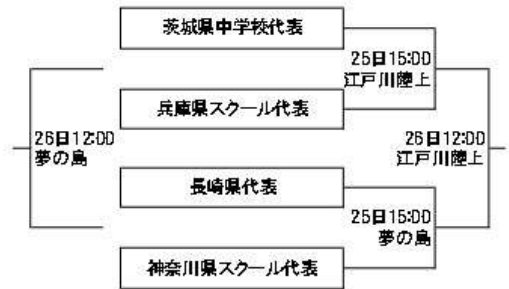 茨城県中学校代表
25日15:00
江戸川陸上
兵庫県スクール代表
26日12:00
夢の島
26日12:00
江戸川陸上
長崎県代表
25日15:00
夢の島
神奈川県スクール代表